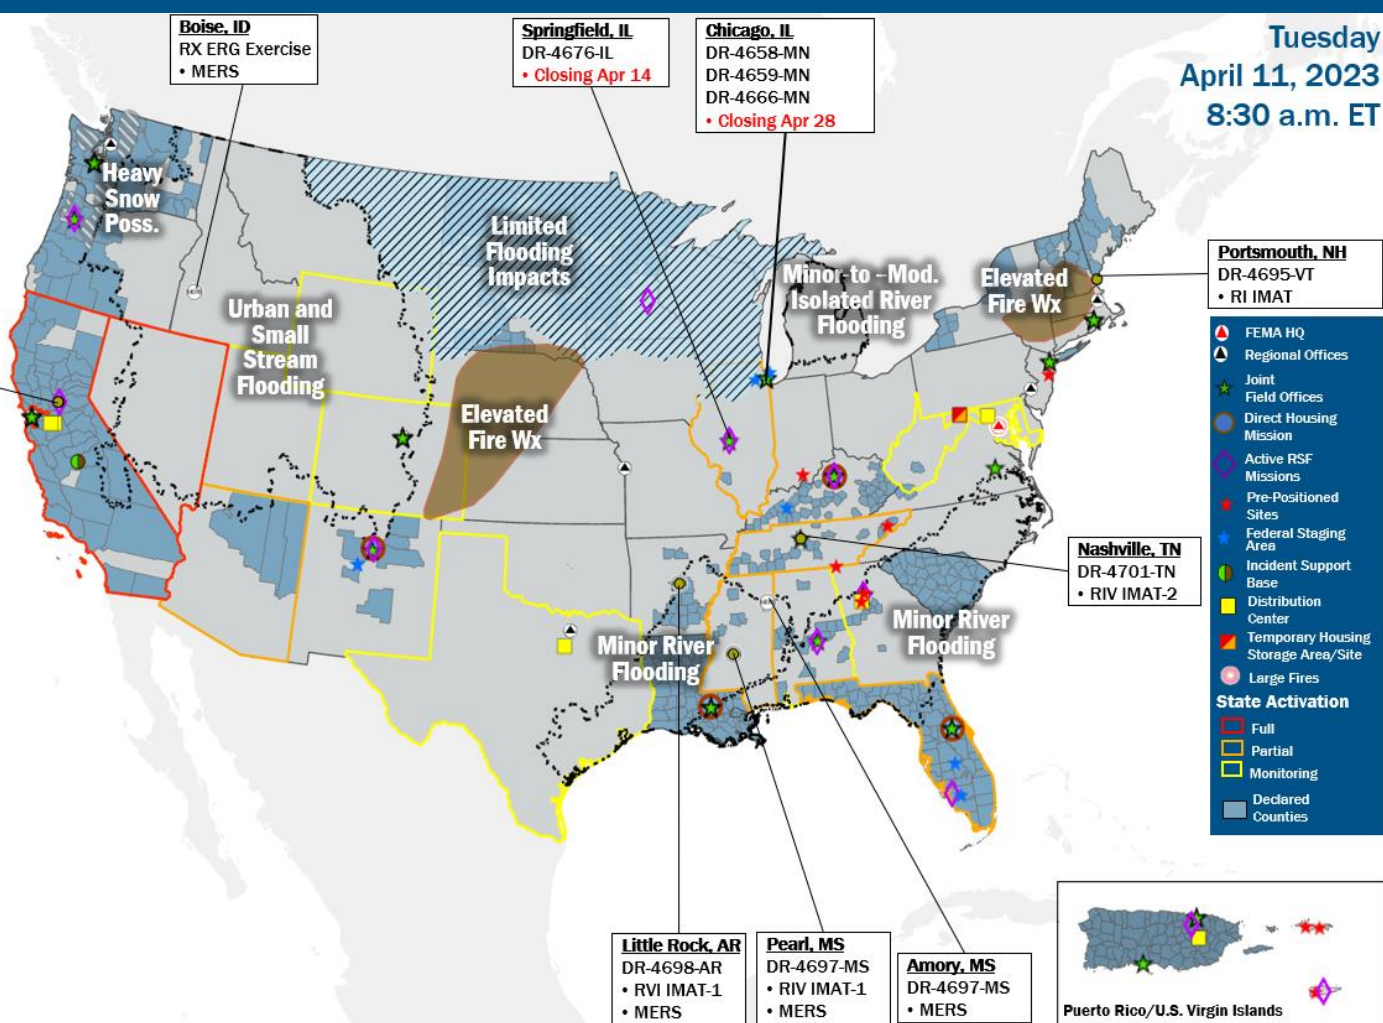 Tuesday
April 11, 2023
8:30 a.m. ET
Boise, ID
RX ERG Exercise
• MERS
Springfield, IL
DR-4676-IL
• Closing Apr 14
Chicago, IL
DR-4658-MN
DR-4659-MN
DR-4666-MN
• Closing Apr 28
Heavy
Snow
Poss.
Limited
Flooding
Impacts
Minor to –Mod.
Isolated River
Flooding
Elevated
Fire Wx
Portsmouth, NH
DR-4695-VT
• RI IMAT
Urban and
Small
Stream
Flooding
Elevated
Fire Wx
FEMA HQ
Regional Offices
Joint
Field Offices
Direct Housing
Mission
Active RSF
Missions
Pre-Positioned
Sites
Federal Staging
Area
Incident Support
Base
Distribution
Center
Temporary Housing
Storage Area/Site
Large Fires
State Activation
Full
Partial
Monitoring
Declared
Counties
Nashville, TN
DR-4701-TN
• RIV IMAT-2
Minor River
Flooding
Minor River
Flooding
Little Rock, AR
DR-4698-AR
• RVI IMAT-1
• MERS
Pearl, MS
DR-4697-MS
• RIV IMAT-1
• MERS
Amory, MS
DR-4697-MS
• MERS
Puerto Rico/U.S. Virgin Islands